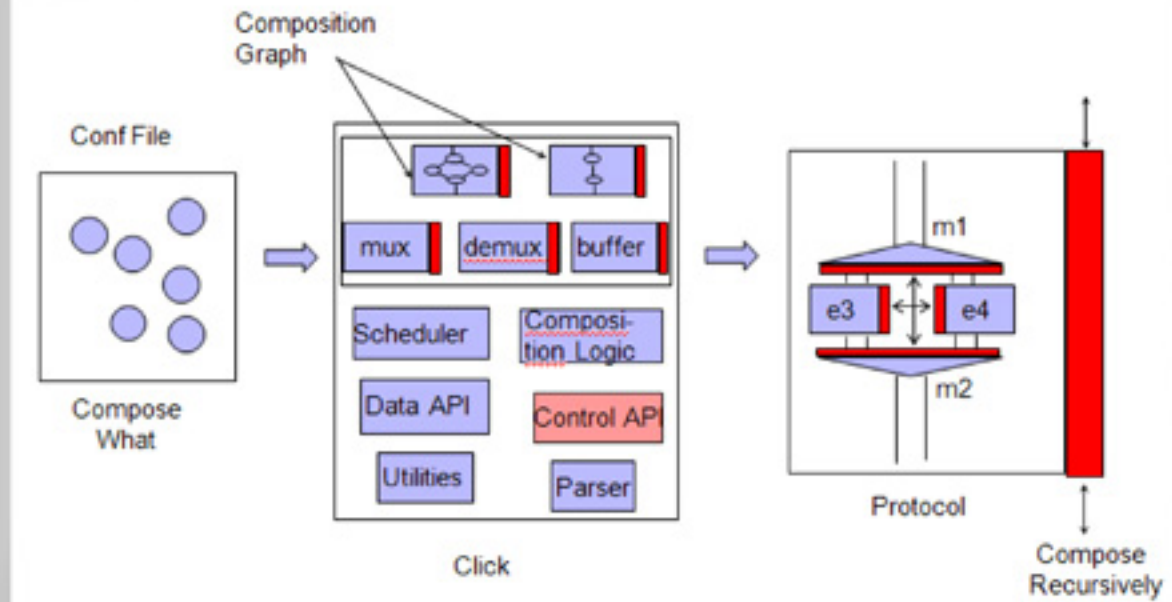 Composition
Graph
Conf File
Compose
What
mux
demux
buffer
Scheduler
Composi-
tion Logic
Data API
Control API
Utilities
Parser
Click
m1
e3
e4
m2
Protocol
Compose
Recursively